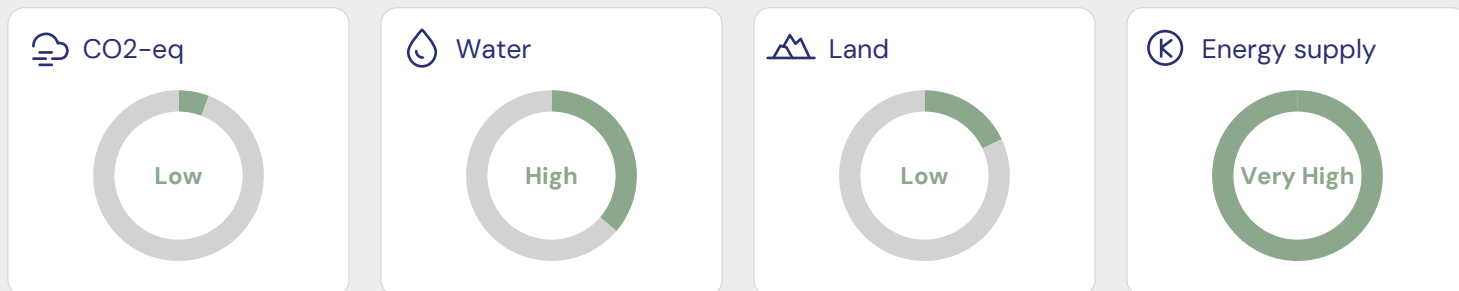 CO2-eq
Low
Water
High
Land
Low
Energy supply
Very High